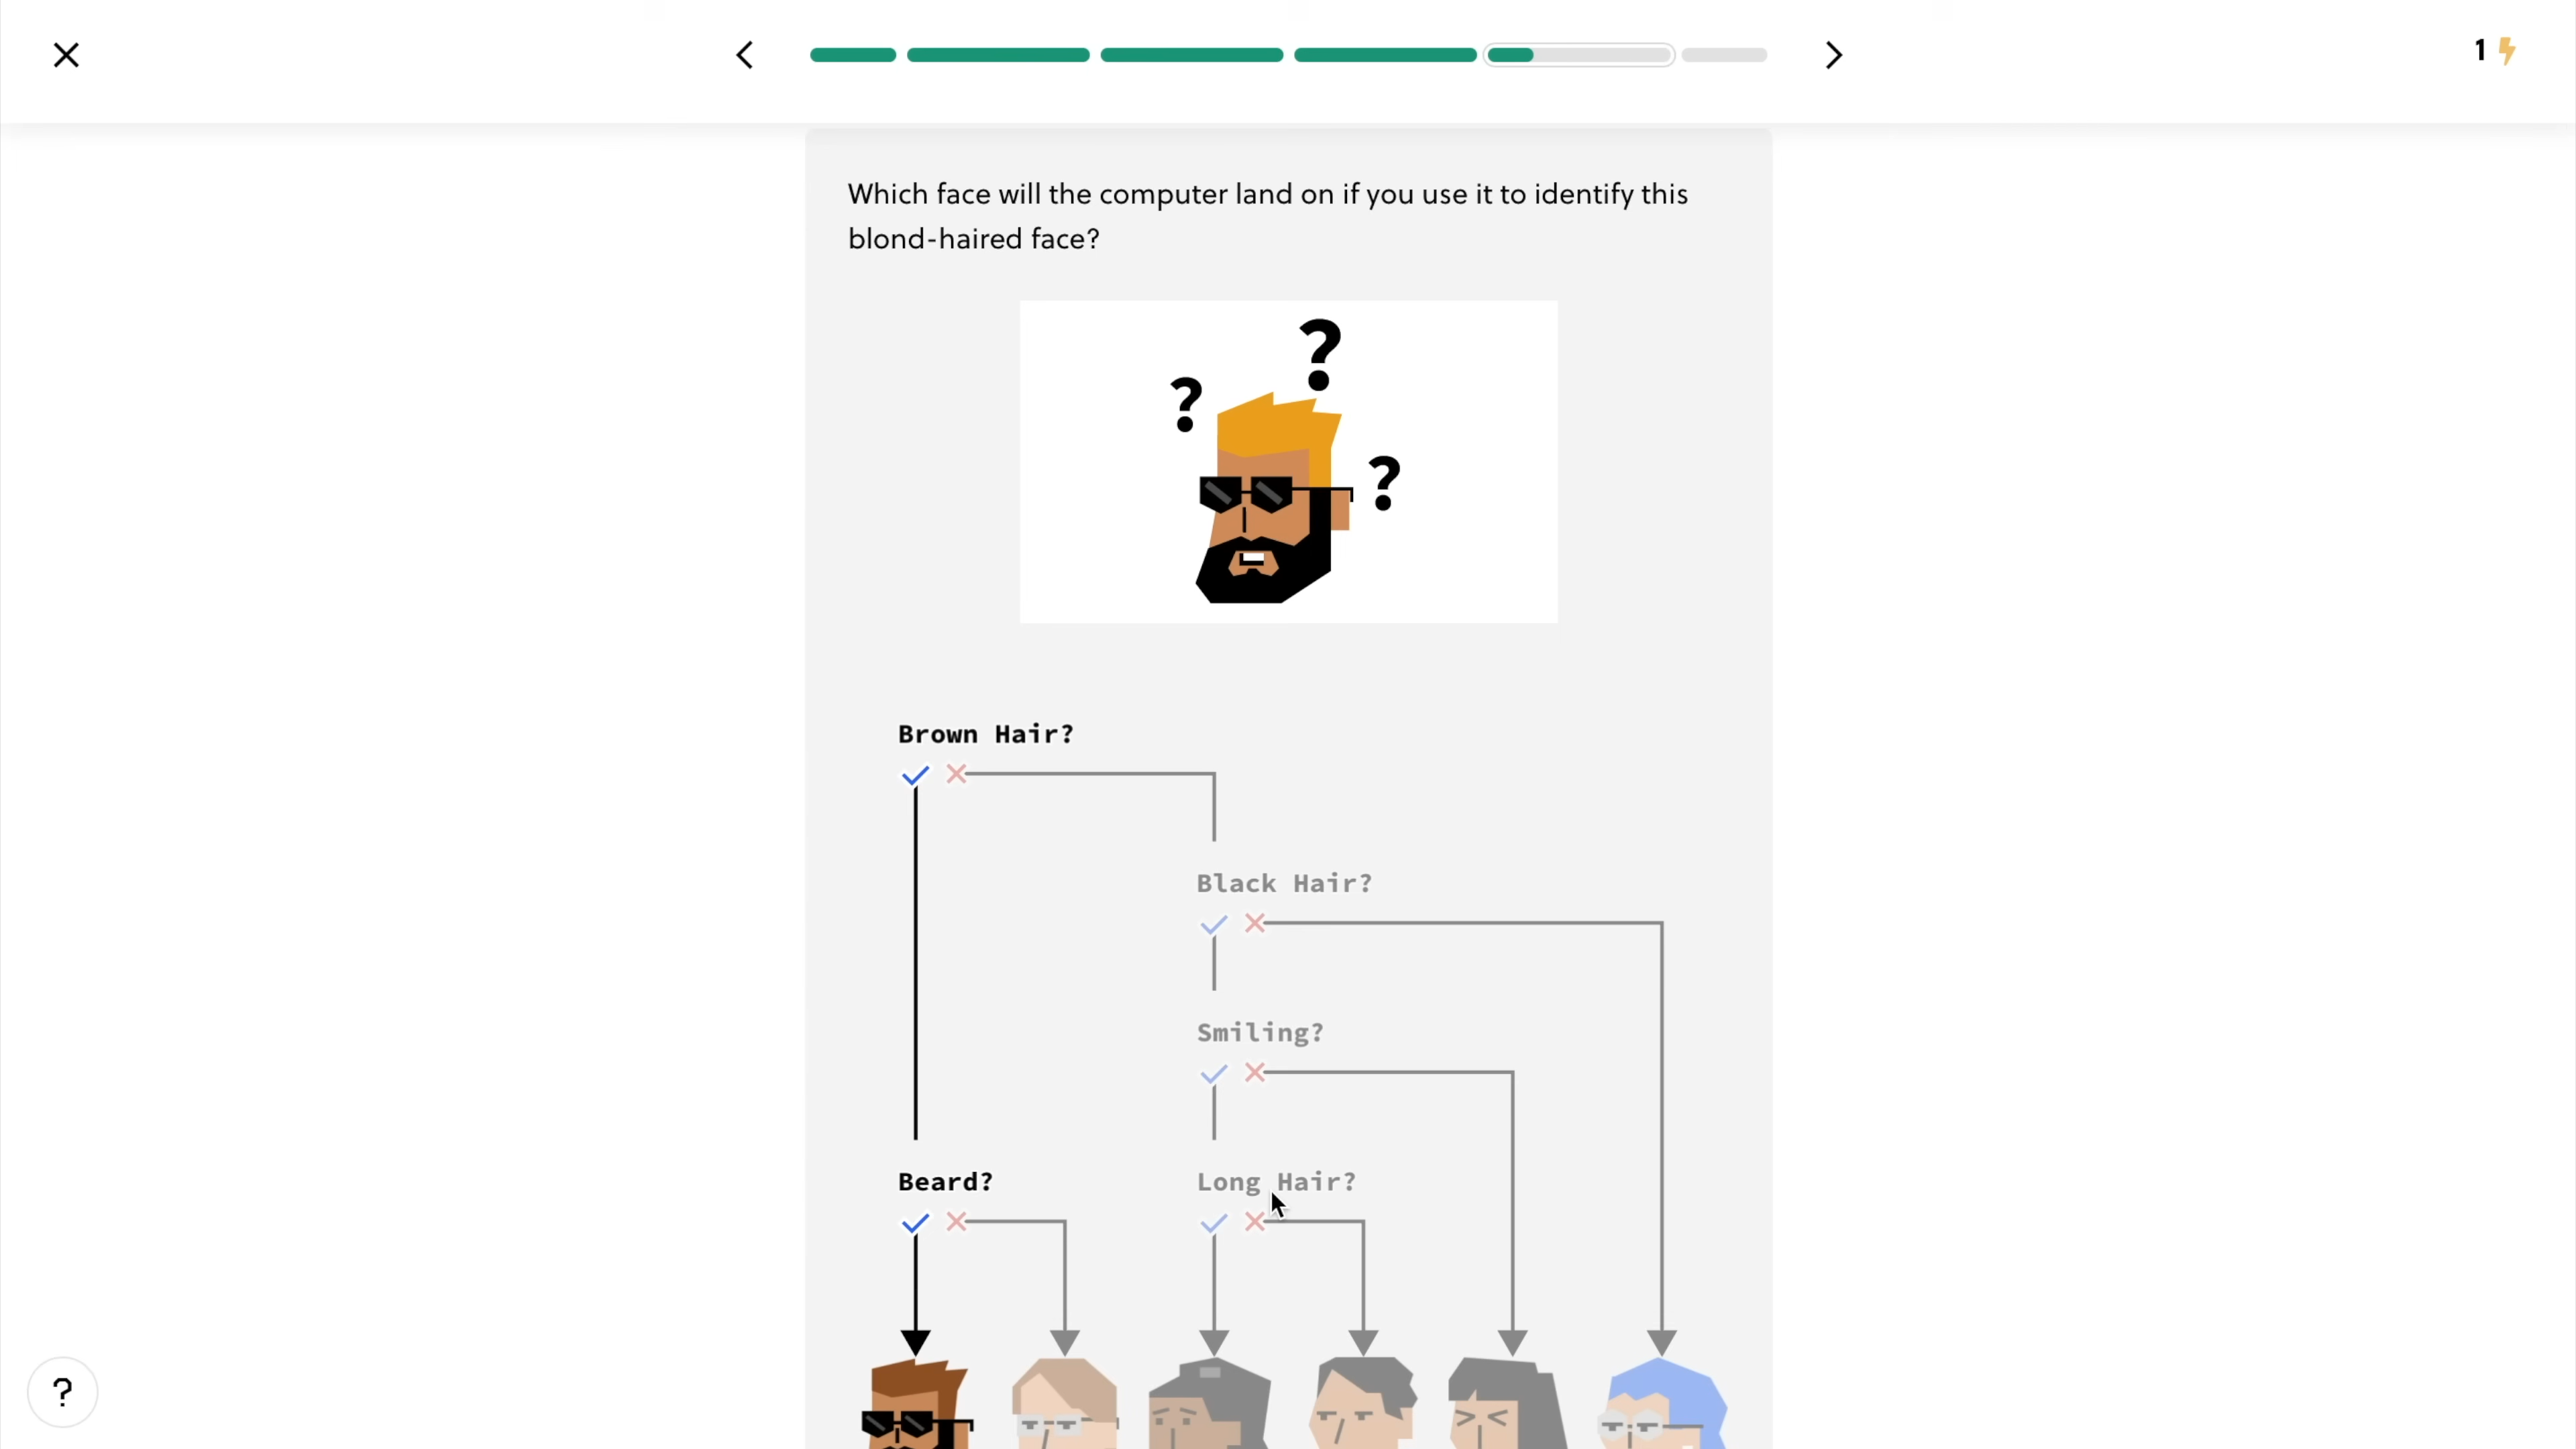 1
Which face will the computer land on if you use it to identify this
blond-haired face?
?
?
?
Brown Hair?
Black Hair?
Smiling?
Beard?
Long Hair?
?